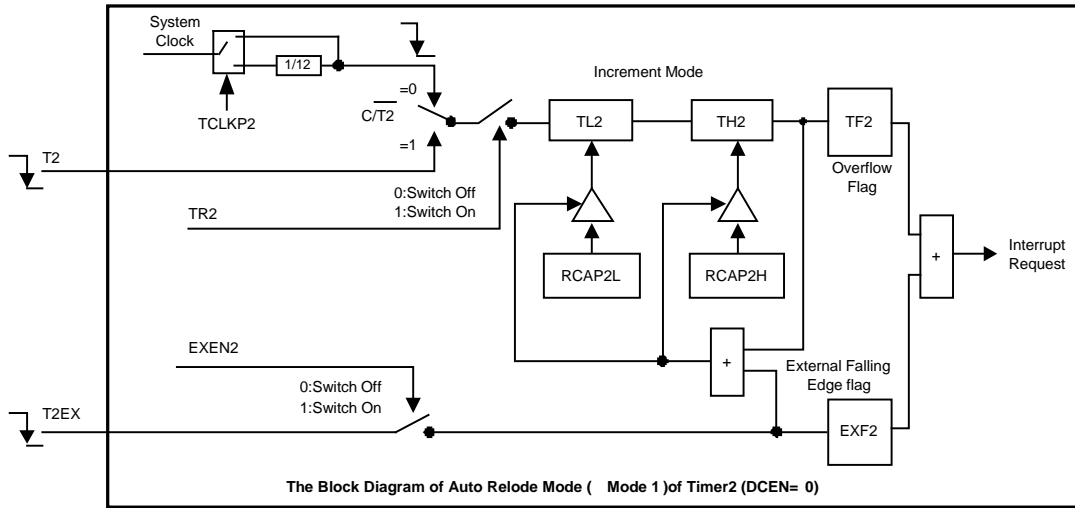 System
Clock
1/12
TCLKP2
=0
C/T2
=1
T2
0:Switch Off
1:Switch On
TR2
Increment Mode
TL2
TH2
TF2
Overflow
Flag
RCAP2L
RCAP2H
+
Interrupt
Request
EXEN2
0:Switch Off
1:Switch On
+
External Falling
Edge flag
T2EX
EXF2
The Block Diagram of Auto Relode Mode ( Mode 1 )of Timer2 (DCEN= 0)